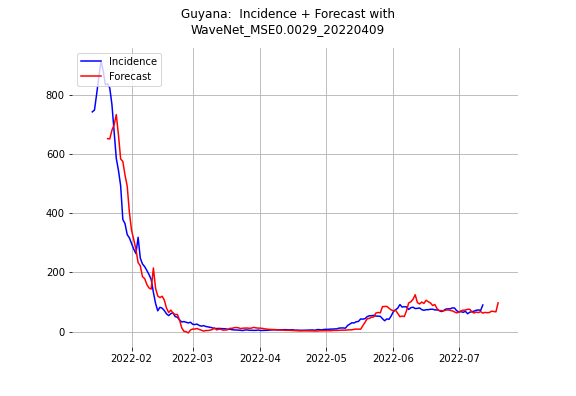 Guyana:  Incidence + Forecast with
WaveNet_MSE0.0029_20220409
Incidence
Forecast
800
600
400
200
0
2022-02 2022-03 2022-04 2022-05 2022-06 2022-07